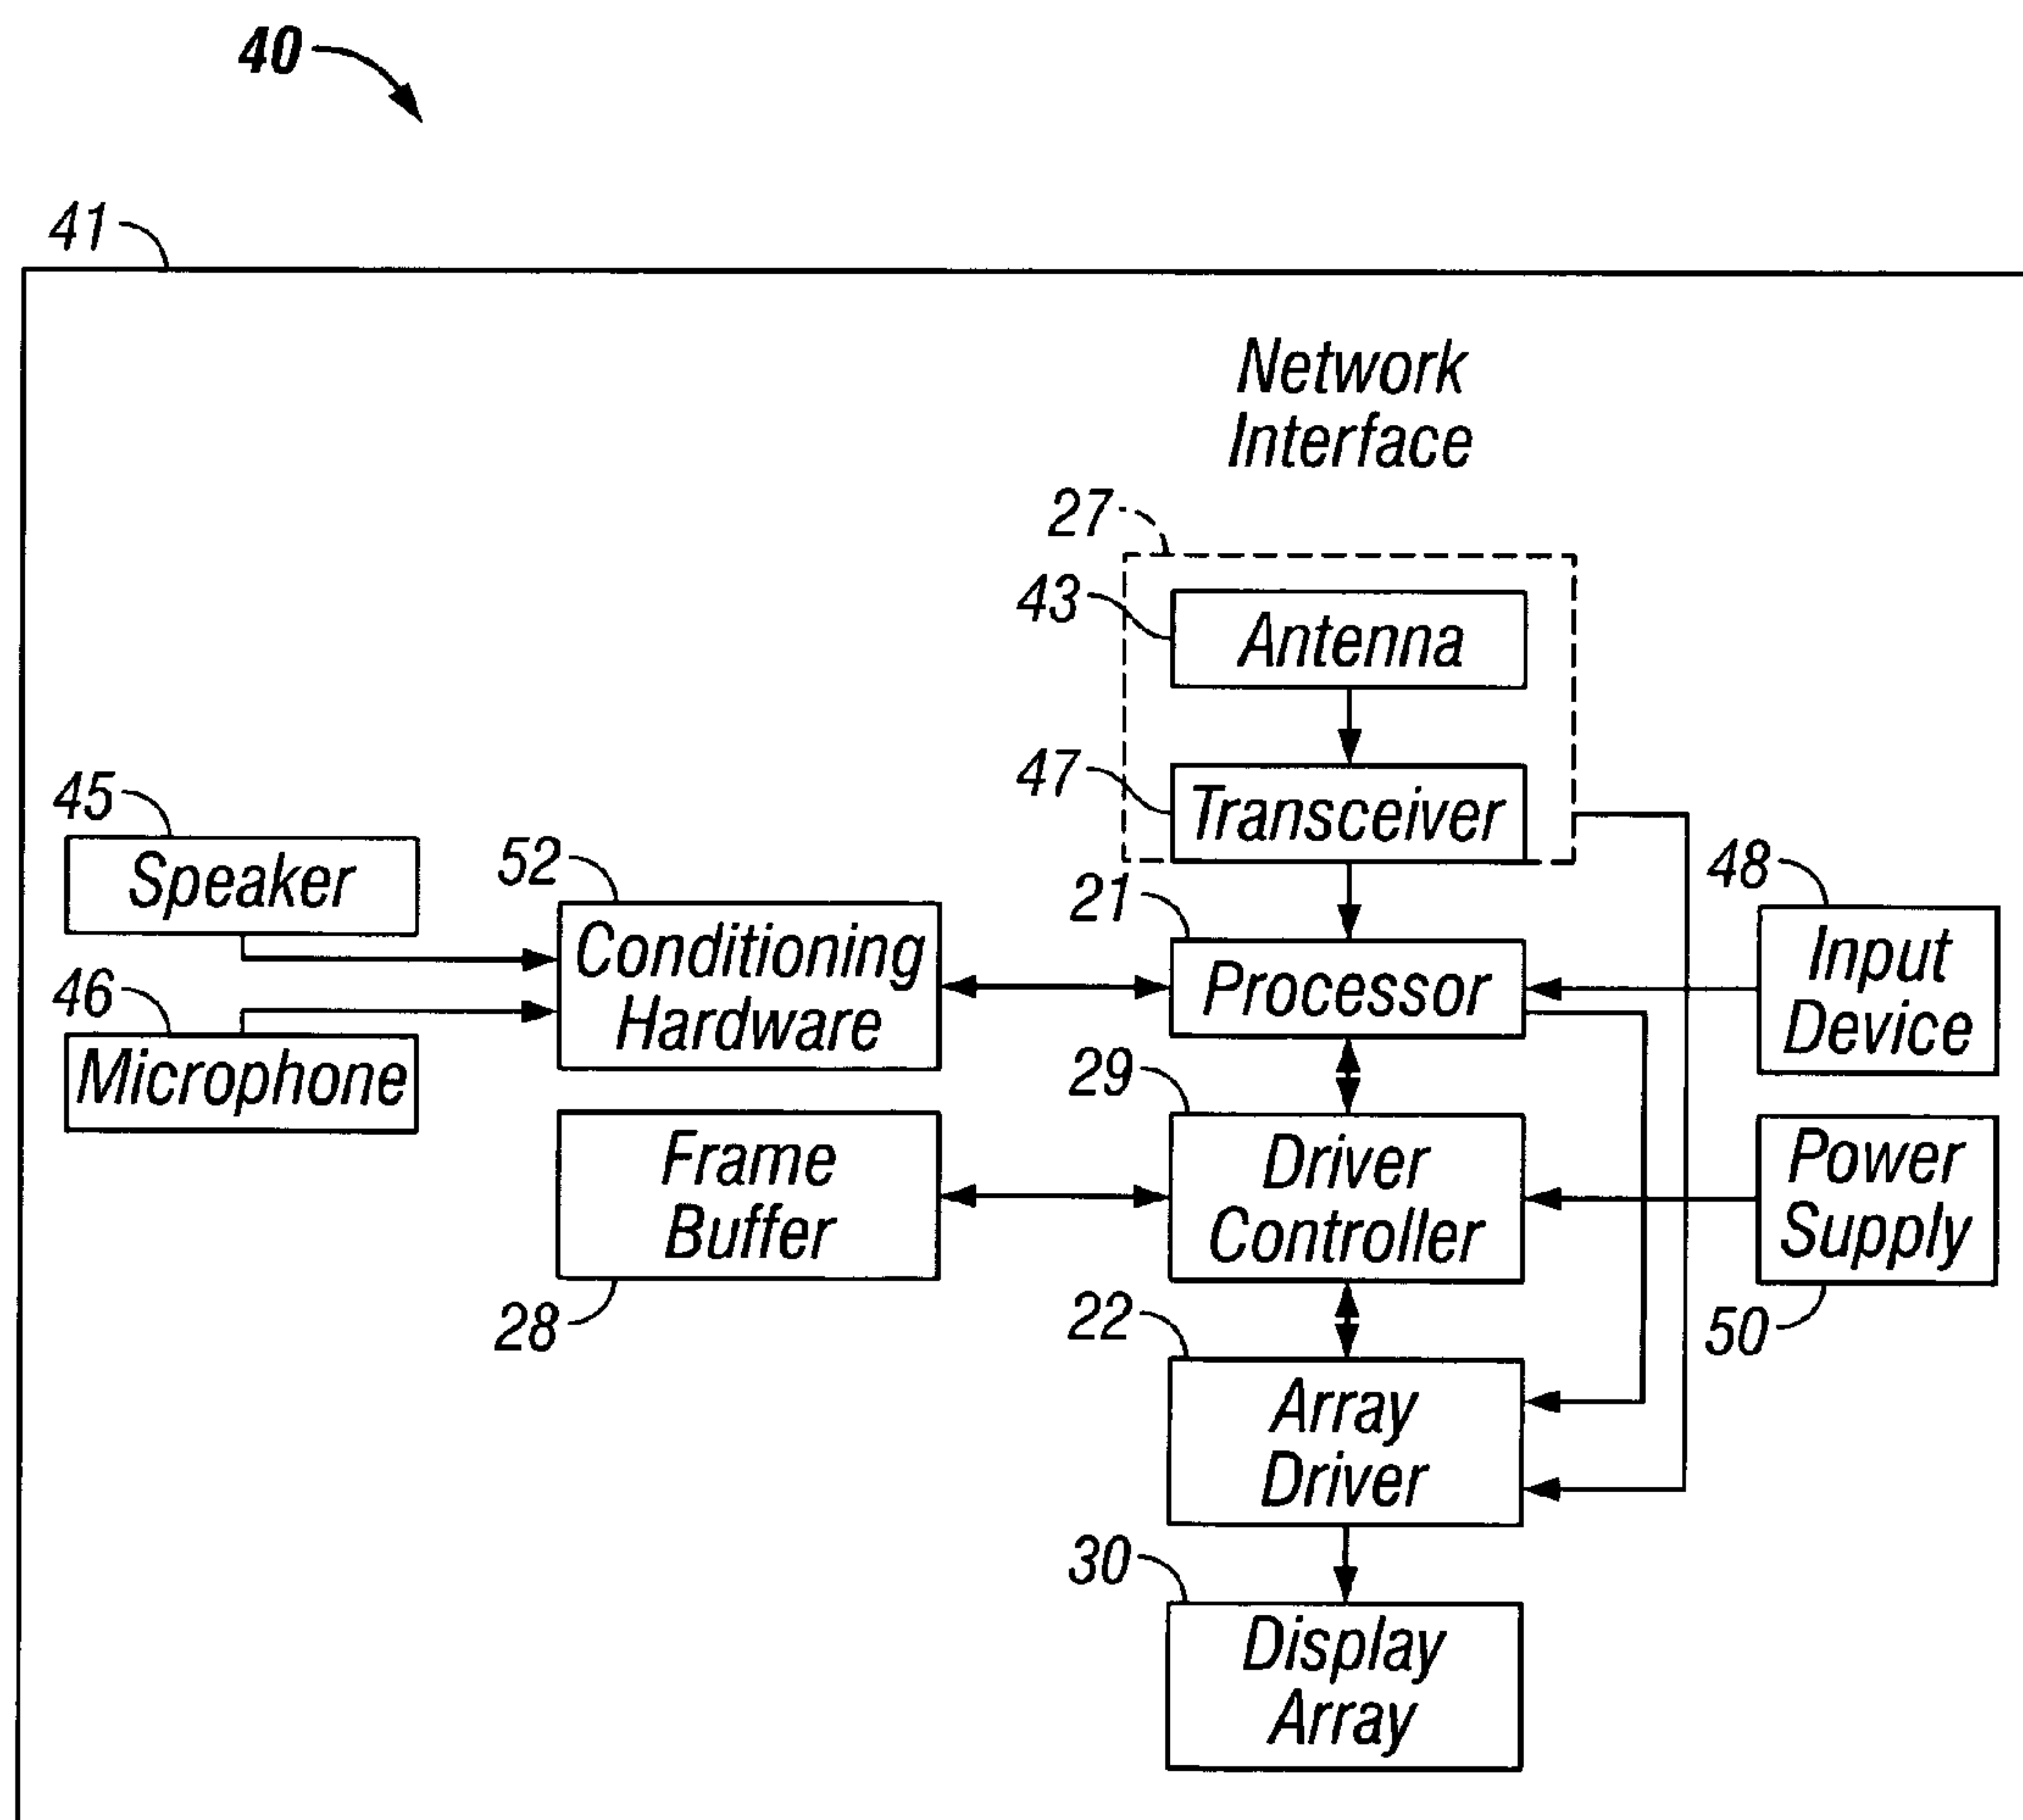 40
41
Network
Interface
27
43
Antenna
47
Transceiver
45
Speaker
52
Conditioning
Hardware
21
Processor
48
Input
Device
46
Microphone
29
Driver
Controller
Frame
Buffer
28
Power
Supply
50
22
Array
Driver
30
Display
Array